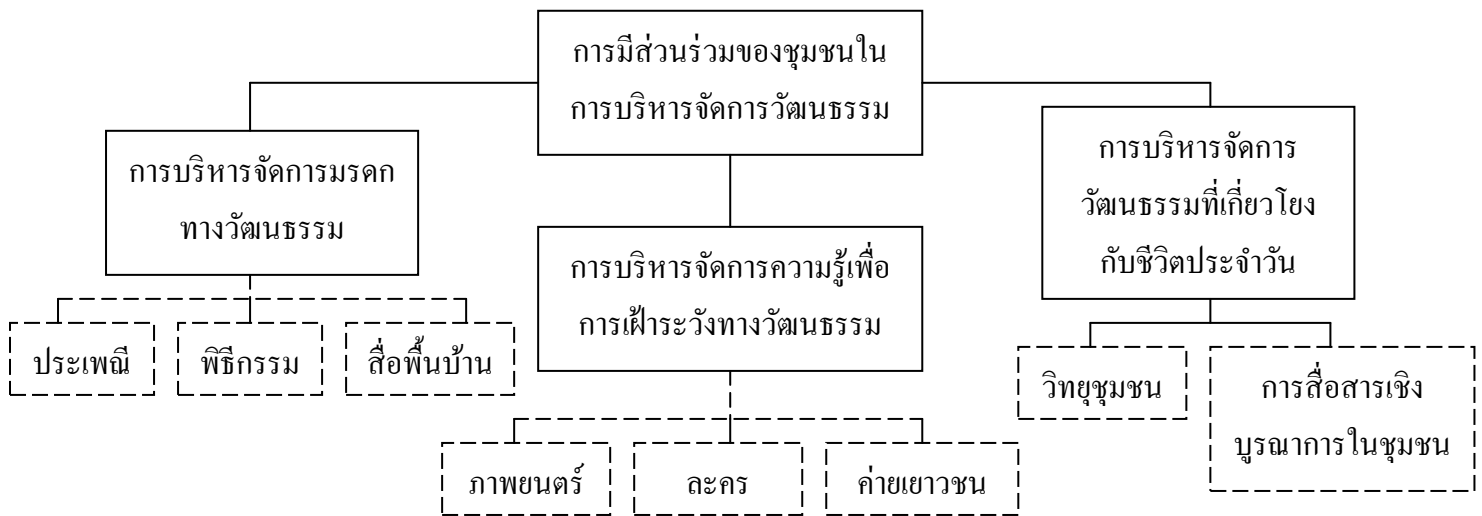 การมีส่วนร่วมของชุมชนใน
การบริหารจัดการวัฒนธรรม
การบริหารจัดการมรดก
ทางวัฒนธรรม
ประเพณี
พิธีกรรม
สื่อพื้นบ้าน
การบริหารจัดการความรู้เพื่อ
การเฝ้าระวังทางวัฒนธรรม
ภาพยนตร์
ละคร
ค่ายเยาวชน
การบริหารจัดการ
วัฒนธรรมที่เกี่ยวโยง
กับชีวิตประจำวัน
วิทยุชุมชน
การสื่อสารเชิง
บูรณาการในชุมชน